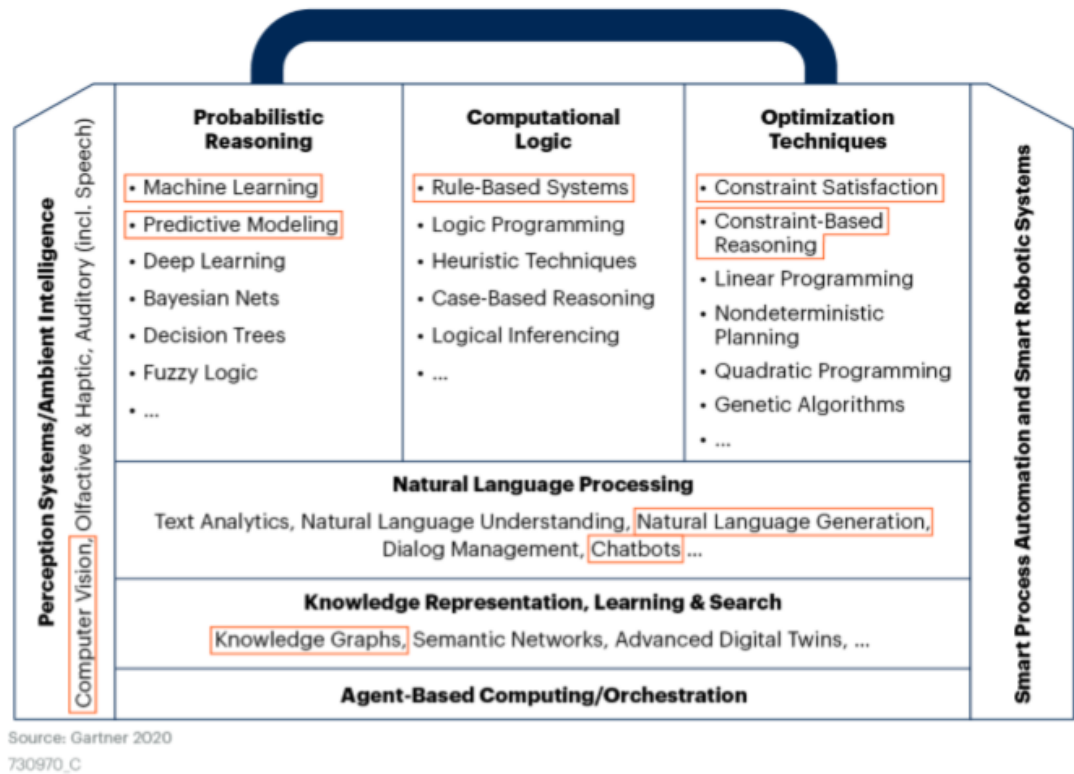 Perception Systems/Ambient Intelligence
Computer Vision, Olfactive & Haptic, Auditory (incl. Speech)
Probabilistic
Reasoning
• Machine Learning
• Predictive Modeling
• Deep Learning
• Bayesian Nets
• Decision Trees
• Fuzzy Logic
• ...
Computational
Logic
• Rule-Based Systems
• Logic Programming
• Heuristic Techniques
• Case-Based Reasoning
• Logical Inferencing
• ...
Optimization
Techniques
• Constraint Satisfaction
• Constraint-Based
Reasoning
• Linear Programming
• Nondeterministic
Planning
• Quadratic Programming
• Genetic Algorithms
• ...
Natural Language Processing
Text Analytics, Natural Language Understanding, Natural Language Generation,
Dialog Management, Chatbots ...
Knowledge Representation, Learning & Search
Knowledge Graphs, Semantic Networks, Advanced Digital Twins, ...
Agent-Based Computing/Orchestration
Smart Process Automation and Smart Robotic Systems
Source: Gartner 2020
730970_C